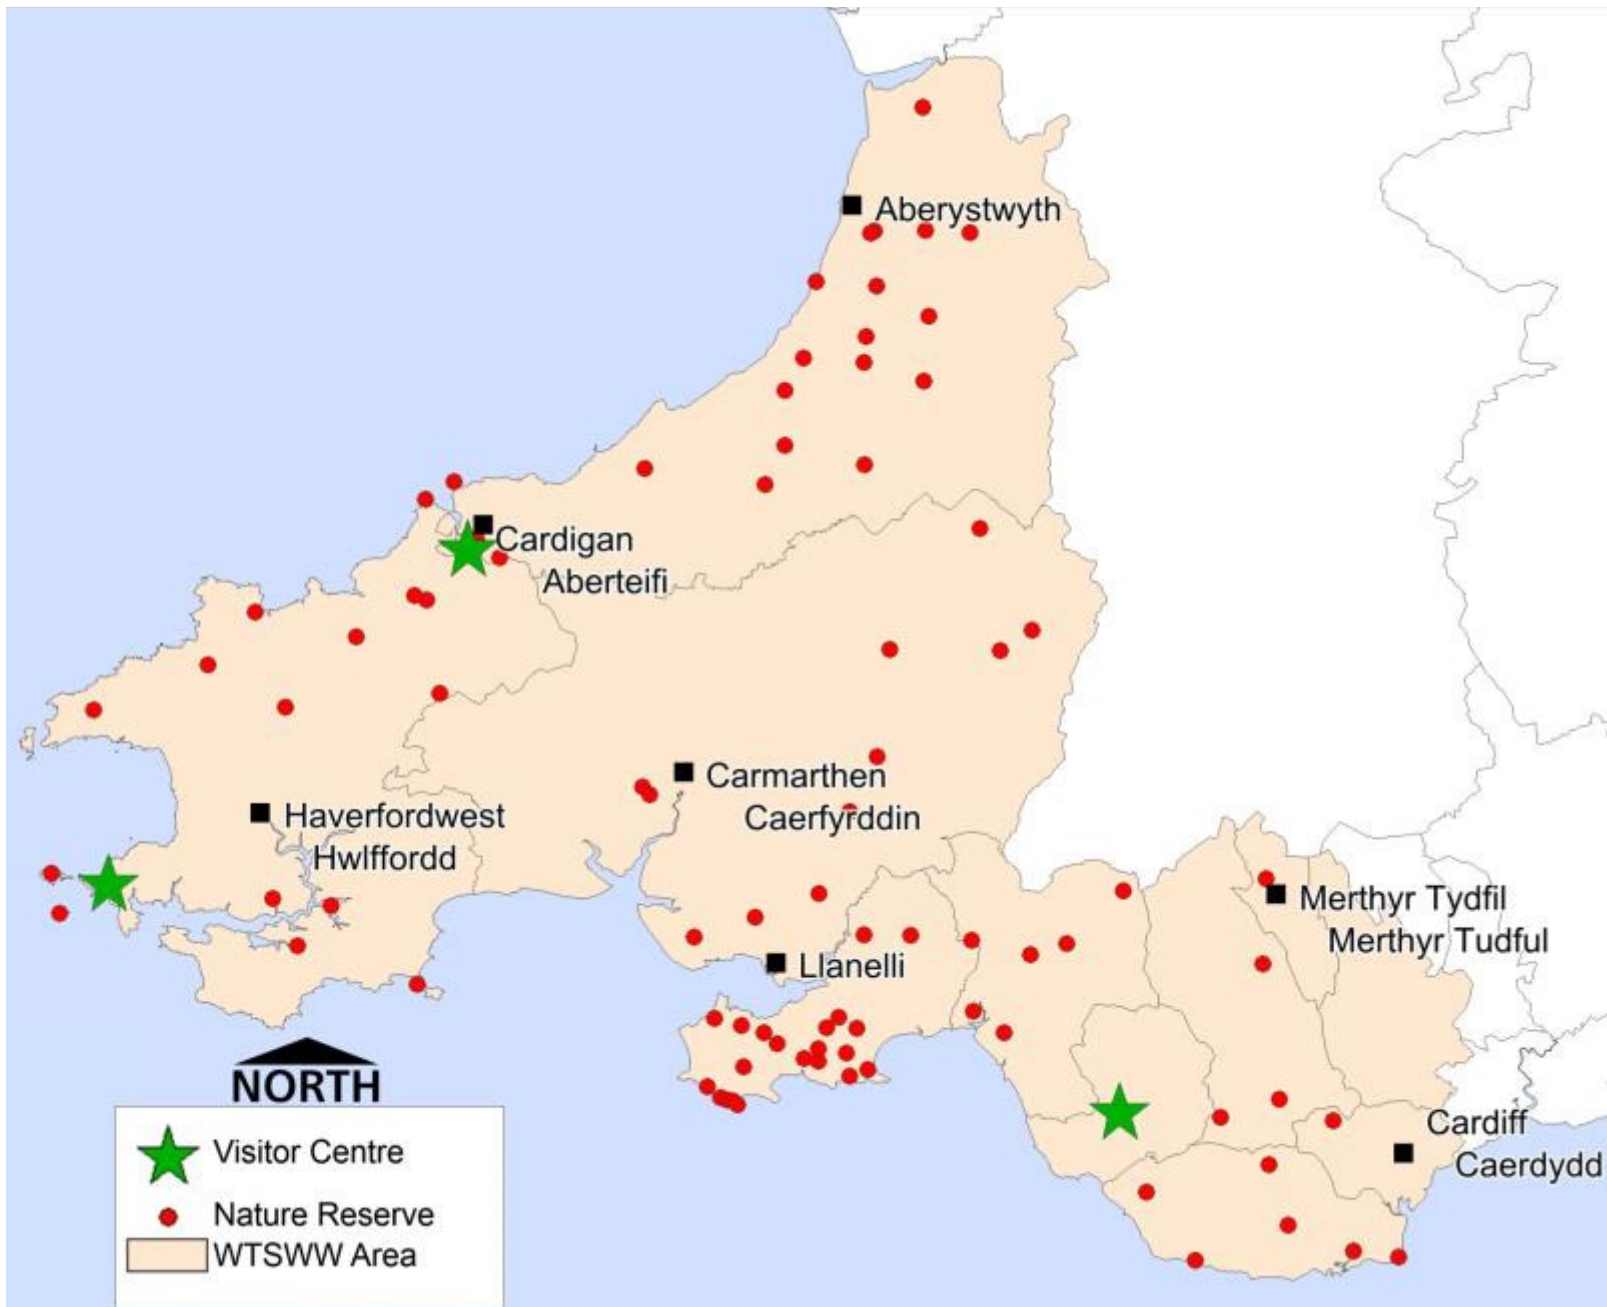 Aberystwyth
Cardigan
Aberteifi
Carmarthen
Caerfyrddin
Haverfordwest
Hwlffordd
Merthyr Tydfil
Merthyr Tudful
Llanelli
NORTH
Cardiff
Caerdydd
Visitor Centre
Nature Reserve
WTSWW Area